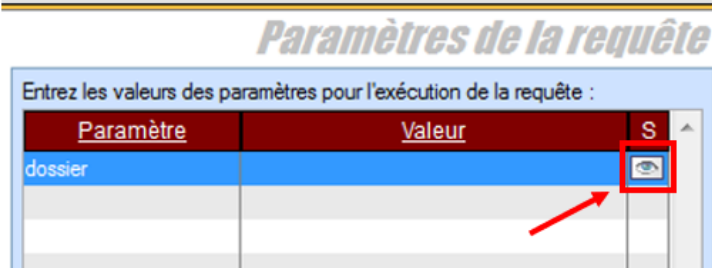 Paramètres de la requête
Entrez les valeurs des paramètres pour l'exécution de la requête :
Paramètre Valeur S
dossier